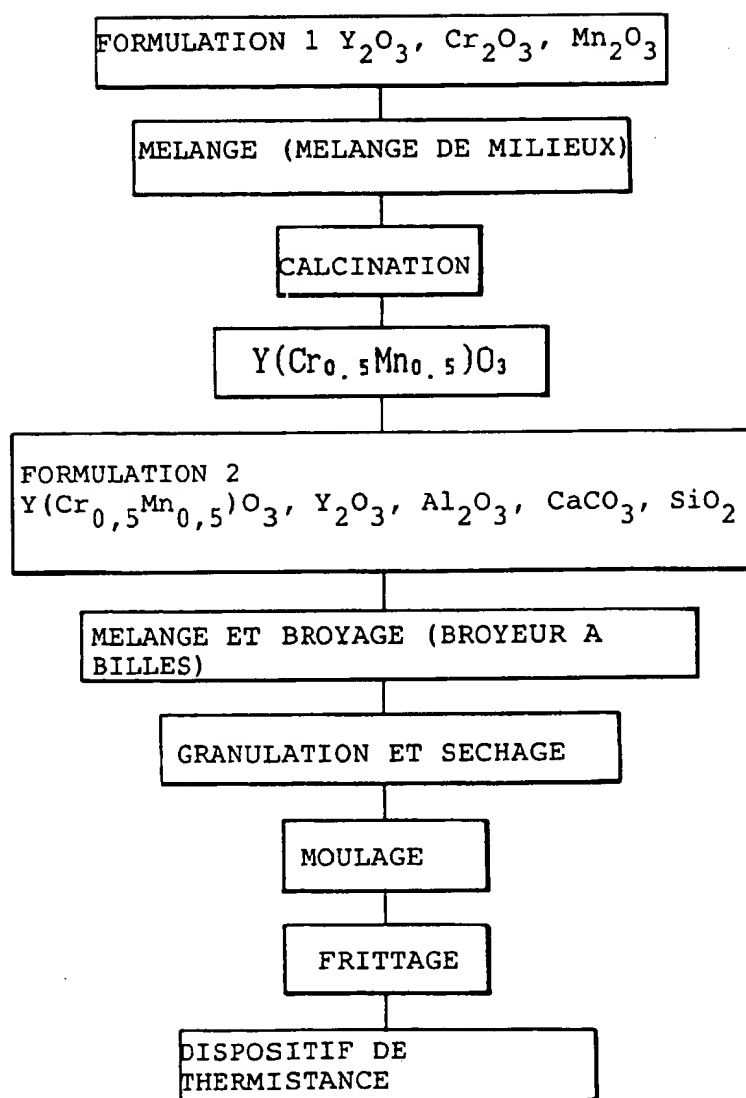 FORMULATION 1 Y₂O₃, Cr₂O₃, Mn₂O₃
MELANGE (MELANGE DE MILIEUX)
CALCINATION
Y(Cr₀.₅Mn₀.₅)O₃
FORMULATION 2
Y(Cr₀,₅Mn₀,₅)O₃, Y₂O₃, Al₂O₃, CaCO₃, SiO₂
MELANGE ET BROYAGE (BROYEUR A
BILLES)
GRANULATION ET SECHAGE
MOULAGE
FRITTAGE
DISPOSITIF DE
THERMISTANCE